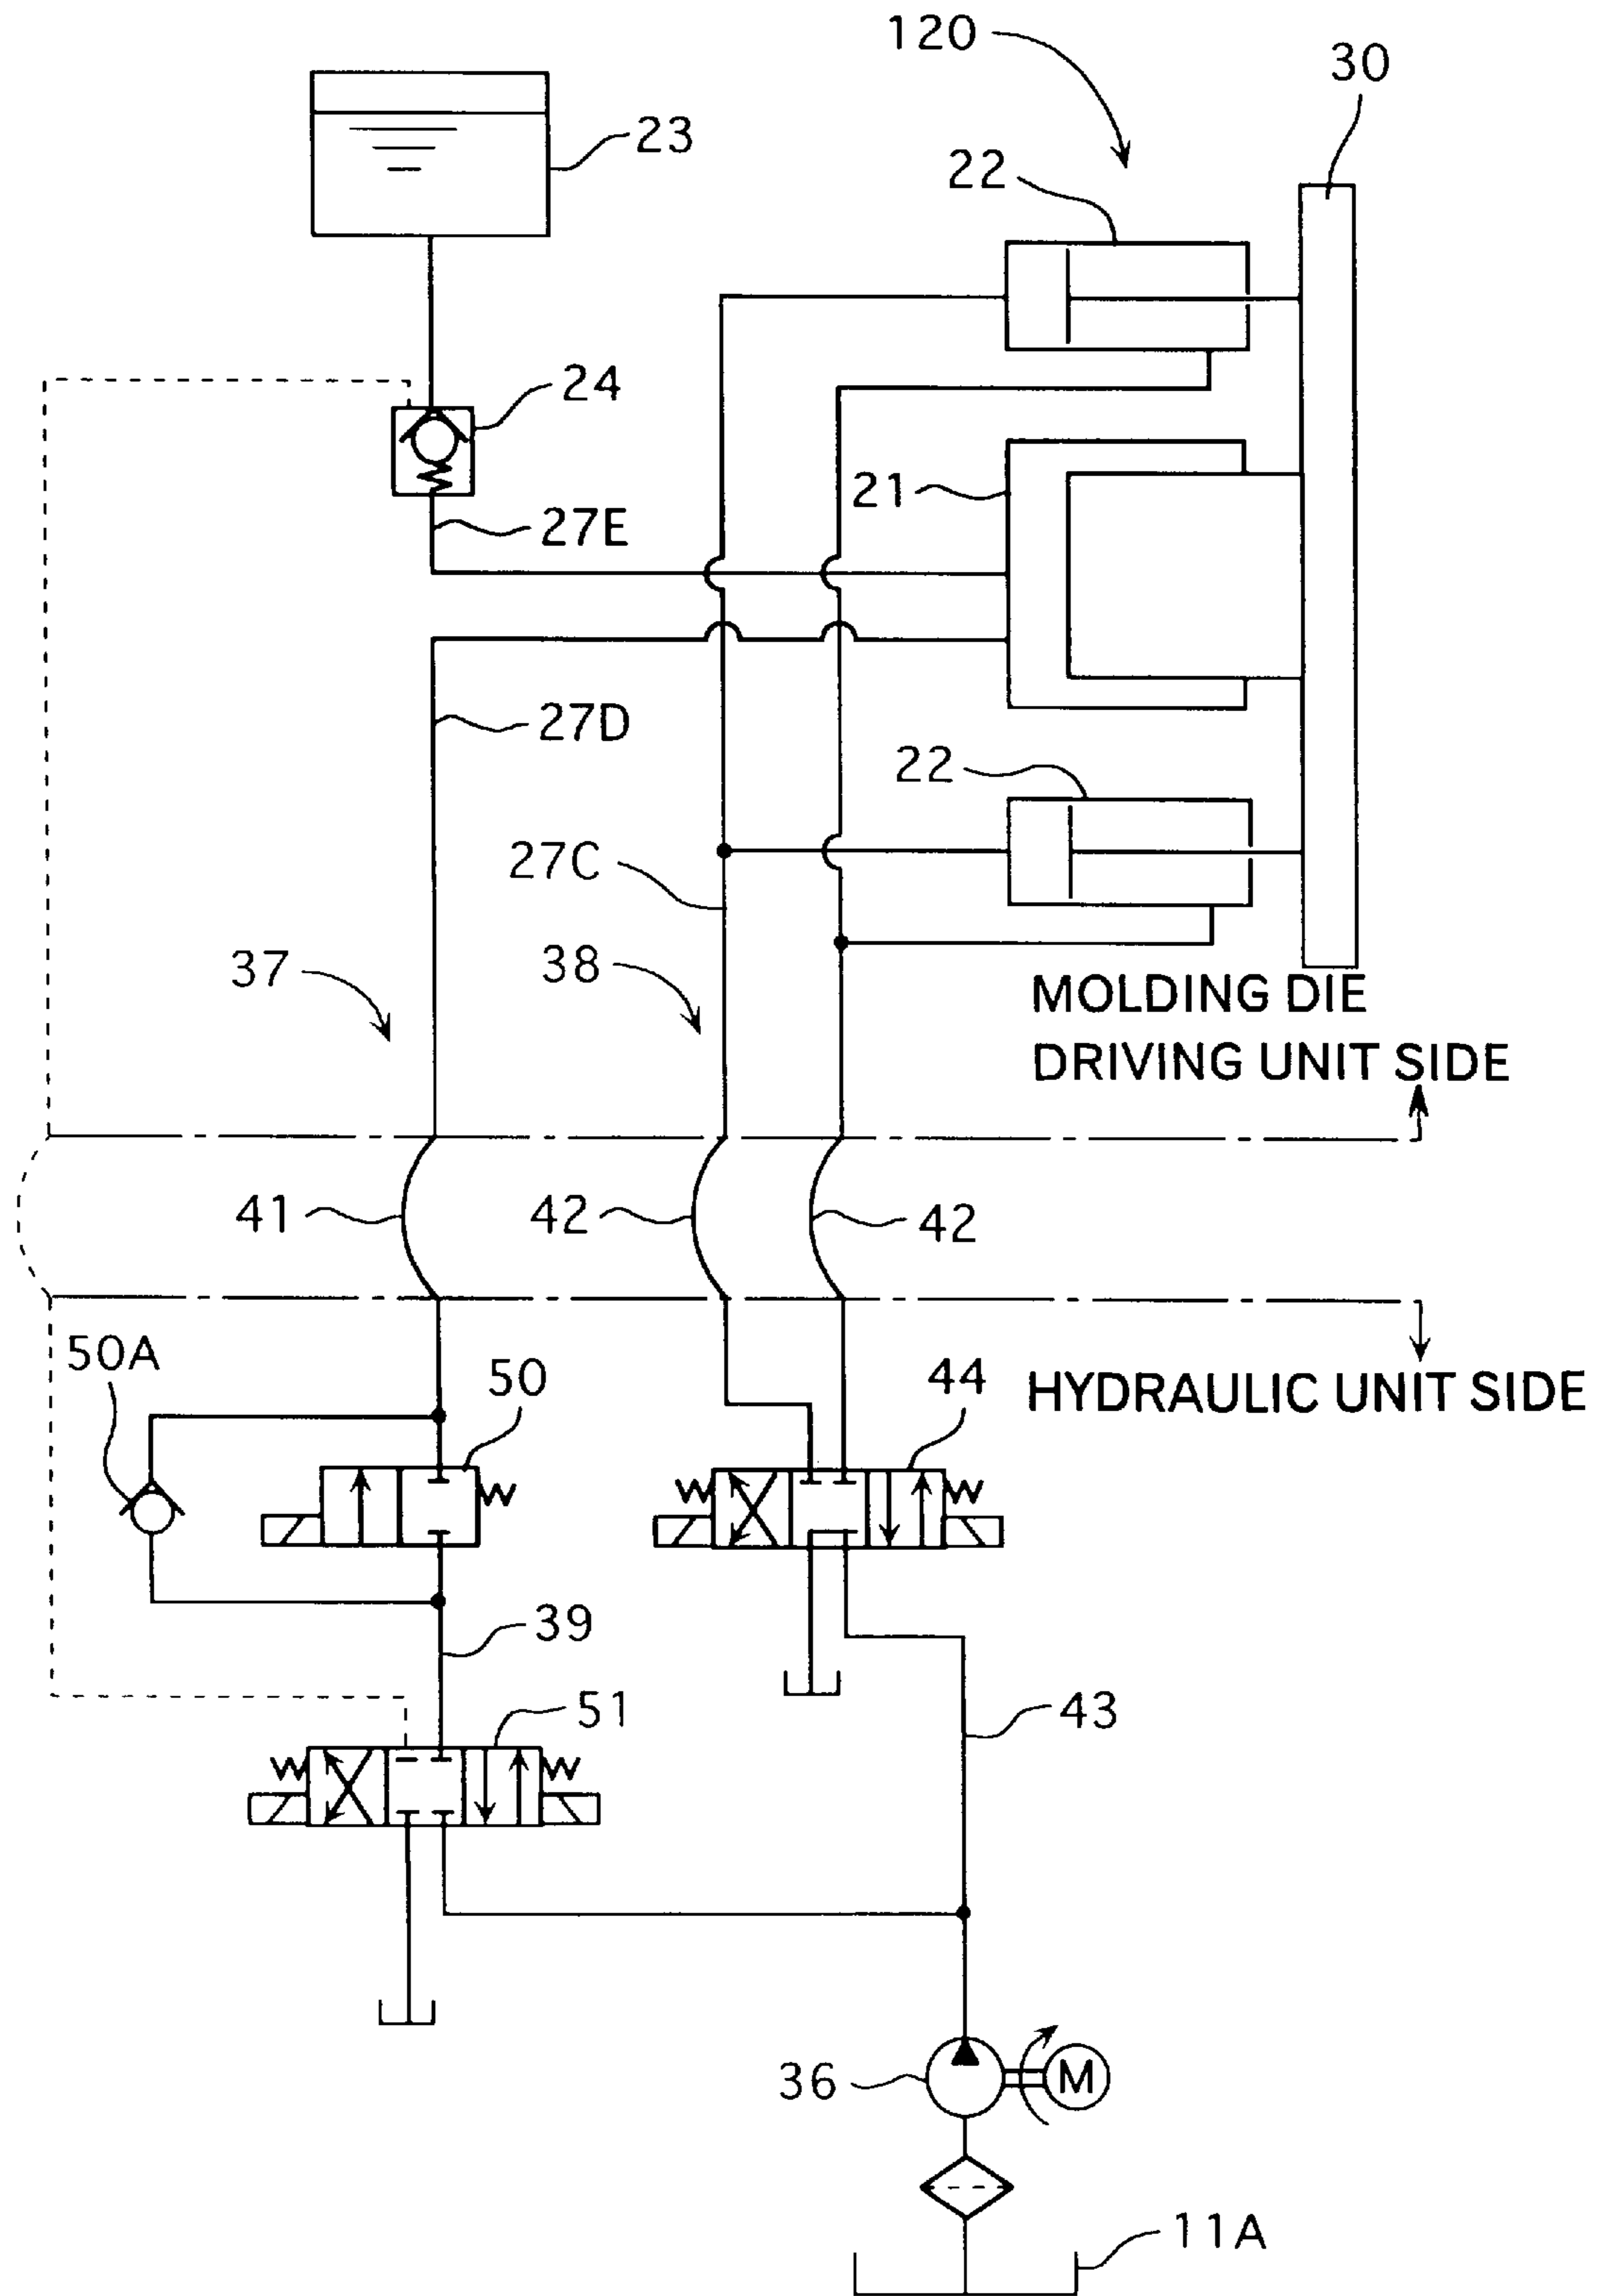 120
30
23
22
24
21
27E
27D
22
27C
37
38
MOLDING DIE
DRIVING UNIT SIDE
41
42
42
50A
50
44
HYDRAULIC UNIT SIDE
39
51
43
36
M
11A